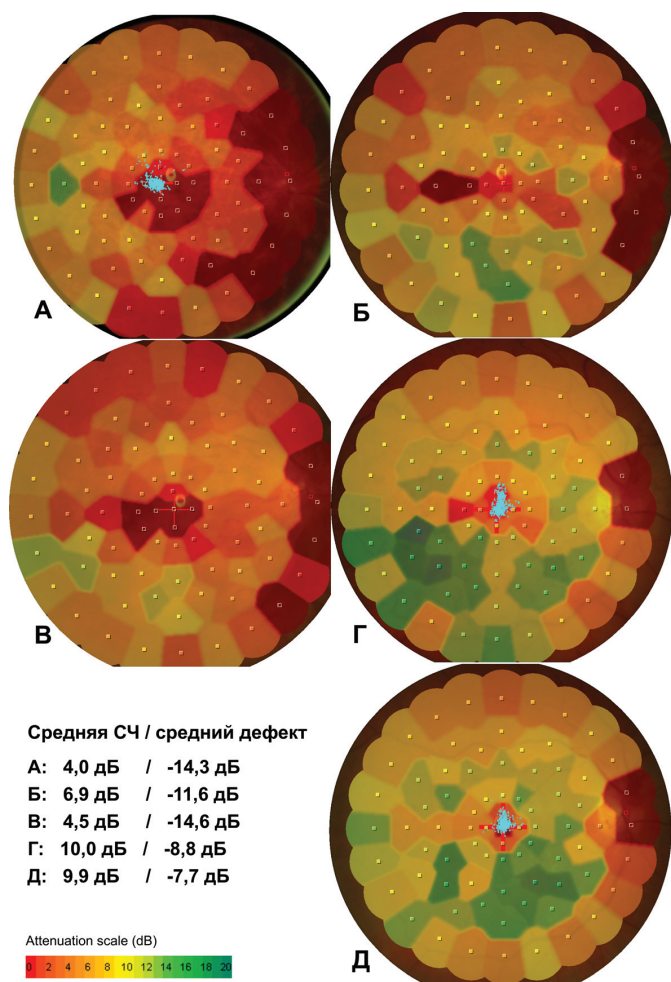 А
Б
В
Г
Средняя СЧ / средний дефект
А: 4,0 дБ / -14,3 дБ
Б: 6,9 дБ / -11,6 дБ
В: 4,5 дБ / -14,6 дБ
Г: 10,0 дБ / -8,8 дБ
Д: 9,9 дБ / -7,7 дБ
Attenuation scale (dB)
0 2 4 6 8 10 12 14 16 18 20
Д